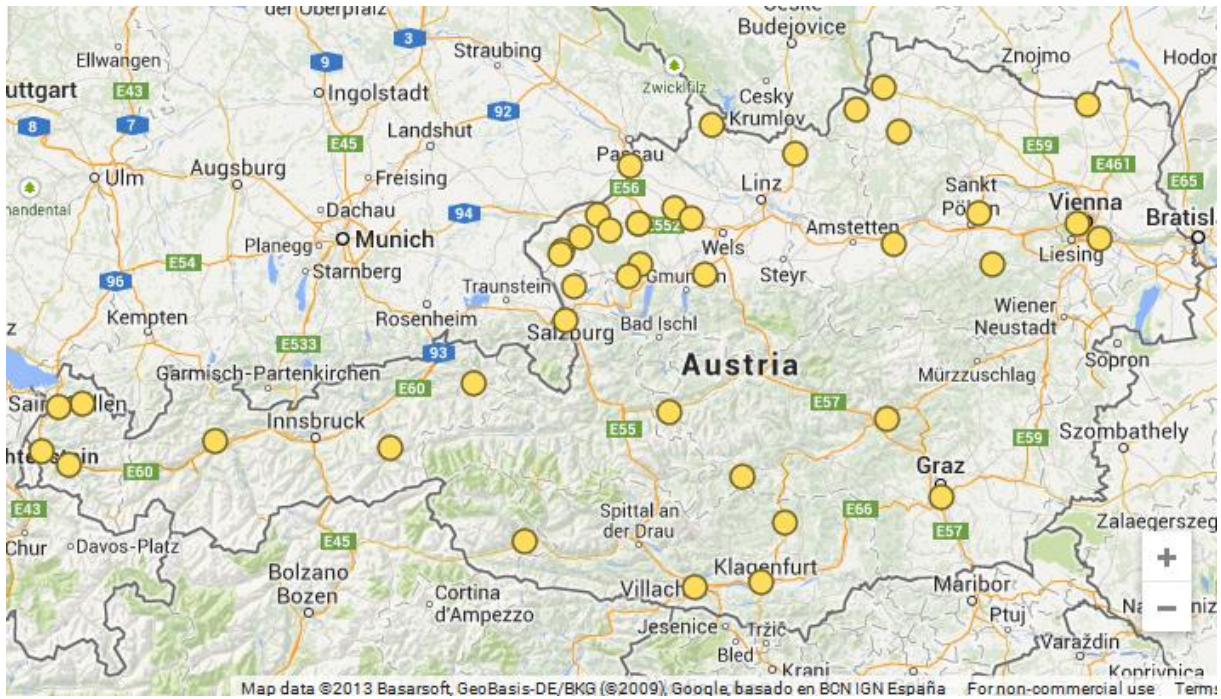 der Oberpfalz
Budejovice
Ellwangen
3
Straubing
Znojmo
Hodor
9
Zwicklfilz
uttgart
E43
Ingolstadt
92
Cesky
Krumlov
8
7
Landshut
E45
Passau
E59
Augsburg
Freising
E461
Ulm
E56
Linz
Sankt
Vienna
E65
Dachau
94
E552
Amstetten
Bratisla
Planegg
Munich
Wels
Liesing
E54
Starnberg
Steyr
96
Traunstein
Gmunden
Wiener
Neustadt
Kempten
Rosenheim
Salzburg
Bad Ischl
E533
93
Austria
Sopron
Garmisch-Partenkirchen
E60
Mürzzuschlag
Innsbruck
E57
E55
E59
Szombathely
E60
Graz
E43
Spittal an
der Drau
E66
E57
Zalaegerszeg
Chur
Davos-Platz
E45
Bolzano
Bozen
Klagenfurt
Cortina
d'Ampezzo
Villach
Maribor
Jesenice
Tržič
Ptuj
Bled
Varaždin
Kranj
Koprivnica
+
−
Map data ©2013 Basarsoft, GeoBasis-DE/BKG (©2009), Google, basado en BCN IGN España
For non-commercial use
Terms